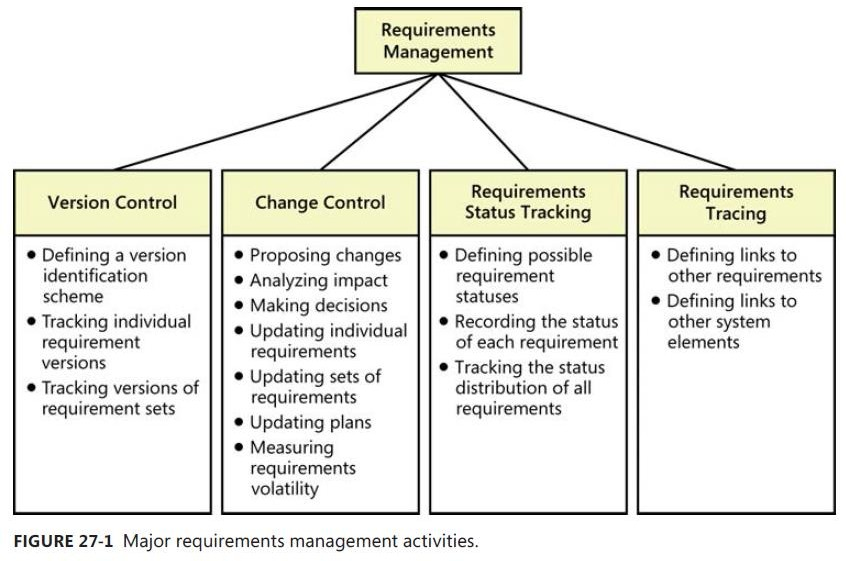 Requirements
Management
Version Control
● Defining a version
identification
scheme
● Tracking individual
requirement
versions
● Tracking versions of
requirement sets
Change Control
● Proposing changes
● Analyzing impact
● Making decisions
● Updating individual
requirements
● Updating sets of
requirements
● Updating plans
● Measuring
requirements
volatility
Requirements
Status Tracking
● Defining possible
requirement
statuses
● Recording the status
of each requirement
● Tracking the status
distribution of all
requirements
Requirements
Tracing
● Defining links to
other requirements
● Defining links to
other system
elements
FIGURE 27-1 Major requirements management activities.